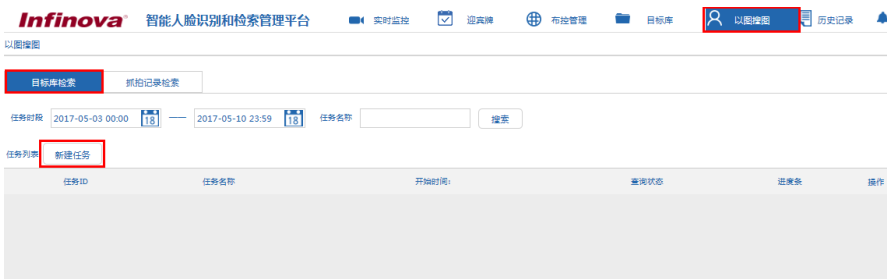 Infinova® 智能人脸识别和检索管理平台 实时监控 迎宾牌 布控管理 目标库 以图搜图 历史记录
以图搜图
目标库检索 抓拍记录检索
任务时段 2017-05-03 00:00 18 — 2017-05-10 23:59 18 任务名称 搜索
任务列表 新建任务
任务ID 任务名称 开始时间↓ 查询状态 进度条 操作